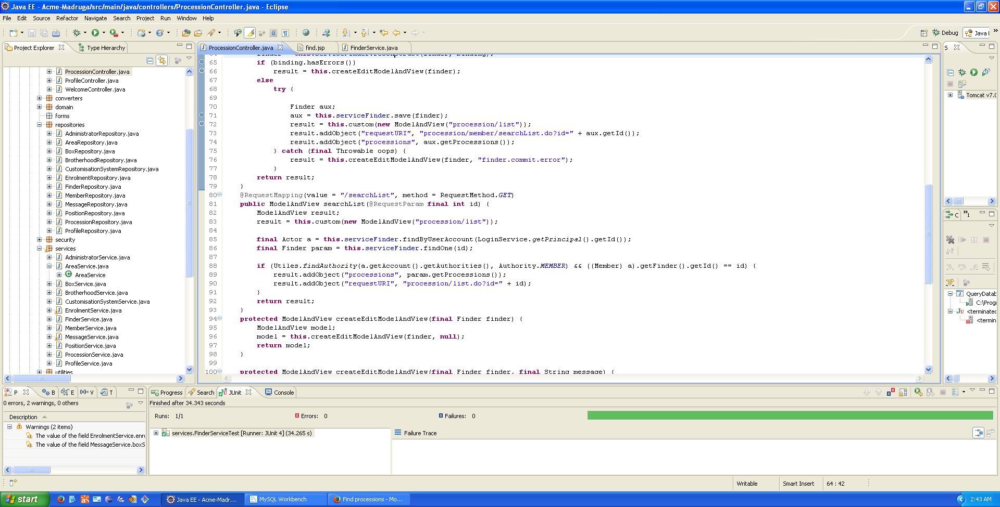 Java EE - Acme-Madruga/src/main/java/controllers/ProcessionController.java - Eclipse
File Edit Source Refactor Navigate Search Project Run Window Help
Debug
Java
Project Explorer
Type Hierarchy
ProcessionController.java
ProfileController.java
WelcomeController.java
converters
domain
forms
repositories
AdministratorRepository.java
AreaRepository.java
BoxRepository.java
BrotherhoodRepository.java
CustomisationSystemRepository.java
EnrolmentRepository.java
FinderRepository.java
MemberRepository.java
MessageRepository.java
PositionRepository.java
ProcessionRepository.java
ProfileRepository.java
security
services
AdministratorService.java
AreaService.java
AreaService
BoxService.java
BrotherhoodService.java
CustomisationSystemService.java
EnrolmentService.java
FinderService.java
MemberService.java
MessageService.java
PositionService.java
ProcessionService.java
ProfileService.java
utilities
ProcessionController.java
find.jsp
FinderService.java
64 finder = this.serviceFinder.reconstruct(finder, binding);
65 if (binding.hasErrors())
66 result = this.createEditModelAndView(finder);
67 else
68 try {
69
70 Finder aux;
71 aux = this.serviceFinder.save(finder);
72 result = this.custom(new ModelAndView("procession/list"));
73 result.addObject("requestURI", "procession/member/searchList.do?id=" + aux.getId());
74 result.addObject("processions", aux.getProcessions());
75 } catch (final Throwable oops) {
76 result = this.createEditModelAndView(finder, "finder.commit.error");
77 }
78 return result;
79 }
80 @RequestMapping(value = "/searchList", method = RequestMethod.GET)
81 public ModelAndView searchList(@RequestParam final int id) {
82 ModelAndView result;
83 result = this.custom(new ModelAndView("procession/list"));
84
85 final Actor a = this.serviceFinder.findByUserAccount(LoginService.getPrincipal().getId());
86 final Finder param = this.serviceFinder.findOne(id);
87
88 if (Utiles.findAuthority(a.getAccount().getAuthorities(), Authority.MEMBER) && ((Member) a).getFinder().getId() == id) {
89 result.addObject("processions", param.getProcessions());
90 result.addObject("requestURI", "procession/list.do?id=" + id);
91 }
92 return result;
93 }
94 protected ModelAndView createEditModelAndView(final Finder finder) {
95 ModelAndView model;
96 model = this.createEditModelAndView(finder, null);
97 return model;
98 }
99
100 protected ModelAndView createEditModelAndView(final Finder finder, final String message) {
S
Tomcat v7.0
C
»1
QueryDatab
C:\Prog
Ju <terminated
<termin
P B E (x)= V T
0 errors, 2 warnings, 0 others
Description
Warnings (2 items)
The value of the field EnrolmentService.enro
The value of the field MessageService.boxS
Progress Search JUnit Console
Finished after 34.343 seconds
Runs: 1/1 Errors: 0 Failures: 0
services.FinderServiceTest [Runner: JUnit 4] (34.265 s)
Failure Trace
Writable Smart Insert 64 : 42
start
Java EE - Acme-Madr...
MySQL Workbench
Find processions - Mo...
2:43 AM